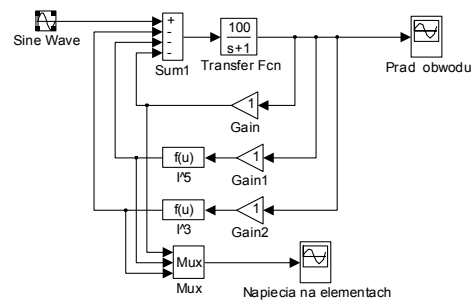 Sine Wave
+
-
-
-
Sum1
100
s+1
Transfer Fcn
Prad obwodu
1
Gain
f(u)
I^5
1
Gain1
f(u)
I^3
1
Gain2
Mux
Mux
Napiecia na elementach